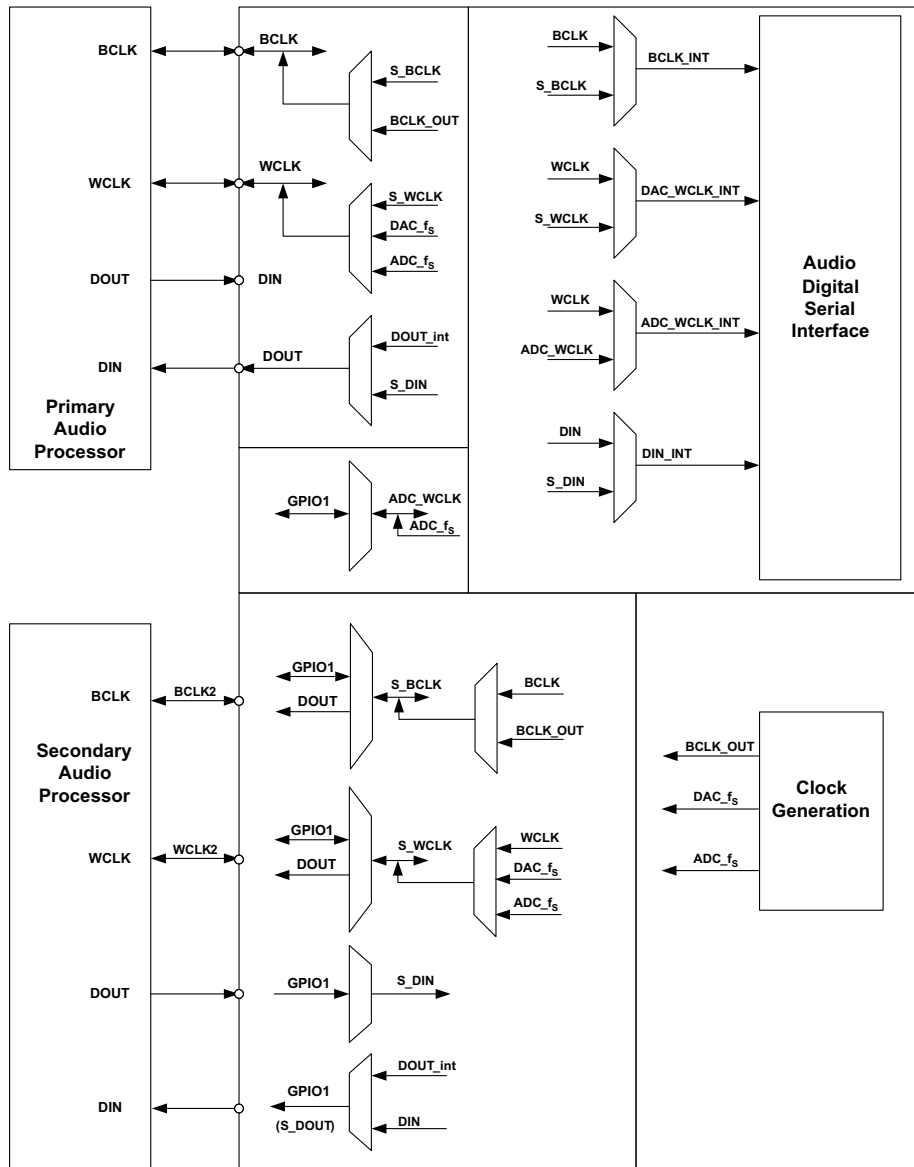 BCLK
WCLK
DOUT
DIN
Primary
Audio
Processor
BCLK
S_BCLK
BCLK_OUT
WCLK
S_WCLK
DAC_fS
ADC_fS
DIN
DOUT
DOUT_int
S_DIN
GPIO1
ADC_WCLK
ADC_fS
BCLK
S_BCLK
BCLK_INT
WCLK
S_WCLK
DAC_WCLK_INT
WCLK
ADC_WCLK
ADC_WCLK_INT
DIN
S_DIN
DIN_INT
Audio
Digital
Serial
Interface
BCLK
BCLK2
Secondary
Audio
Processor
WCLK
WCLK2
DOUT
DIN
GPIO1
DOUT
S_BCLK
BCLK
BCLK_OUT
GPIO1
DOUT
S_WCLK
WCLK
DAC_fS
ADC_fS
GPIO1
S_DIN
GPIO1
(S_DOUT)
DOUT_int
DIN
BCLK_OUT
DAC_fS
ADC_fS
Clock
Generation